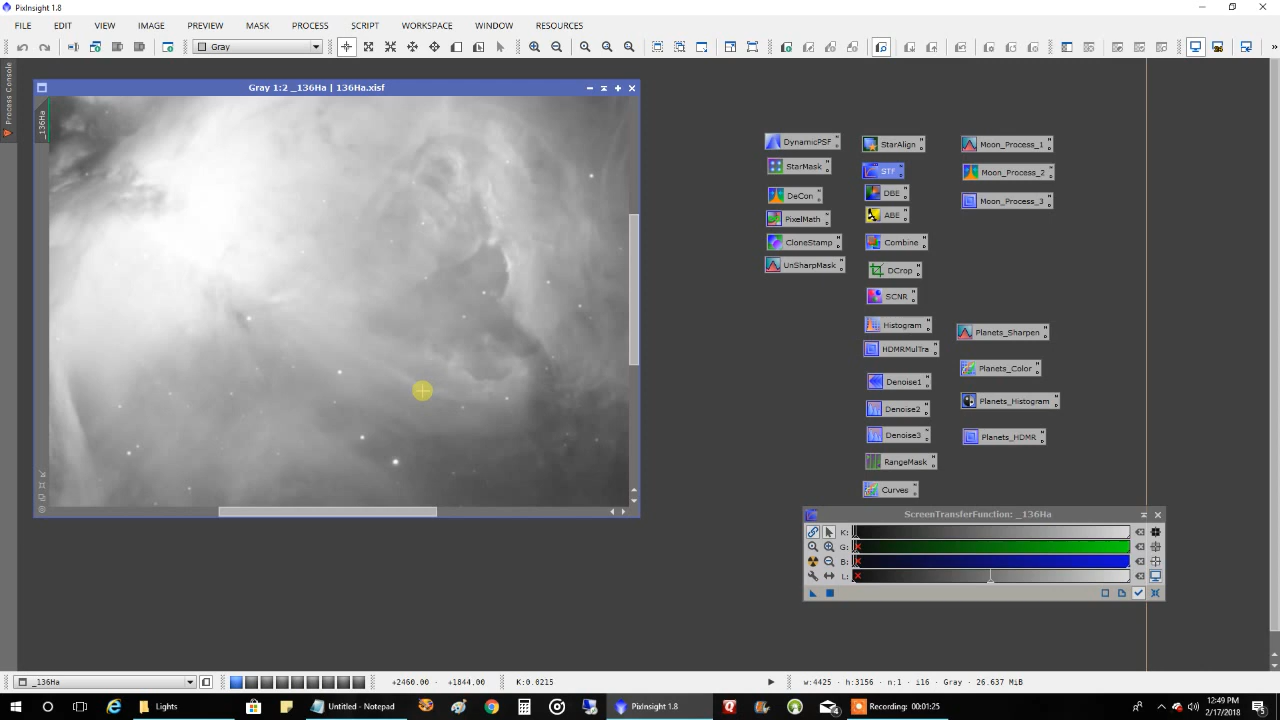 PixInsight 1.8
FILE EDIT VIEW IMAGE PREVIEW MASK PROCESS SCRIPT WORKSPACE WINDOW RESOURCES
Gray
Process Console
Gray 1:2 _136Ha | 136Ha.xisf
_136Ha
DynamicPSF
StarAlign
Moon_Process_1
StarMask
STF
Moon_Process_2
DeCon
DBE
Moon_Process_3
PixelMath
ABE
CloneStamp
Combine
UnSharpMask
DCrop
SCNR
Histogram
Planets_Sharpen
HDMRMulTra
Planets_Color
Denoise1
Planets_Histogram
Denoise2
Denoise3
Planets_HDMR
RangeMask
Curves
ScreenTransferFunction: _136Ha
K:
G:
B:
L:
_136Ha
+2460.00 · +1844.00
K:0.0215
w:4425 · h:3156 · n:1 · i16 · Gray · 26.637 MiB
Lights
Untitled - Notepad
PixInsight 1.8
Recording: 00:01:25
12:49 PM
2/17/2018